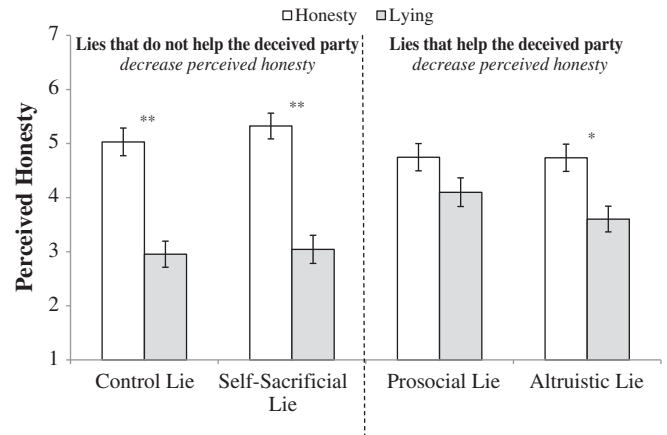 Honesty Lying
7
6
5
4
3
2
1
Perceived Honesty
Lies that do not help the deceived party
decrease perceived honesty
Lies that help the deceived party
decrease perceived honesty
**
**
*
Control Lie
Self-Sacrificial
Lie
Prosocial Lie
Altruistic Lie